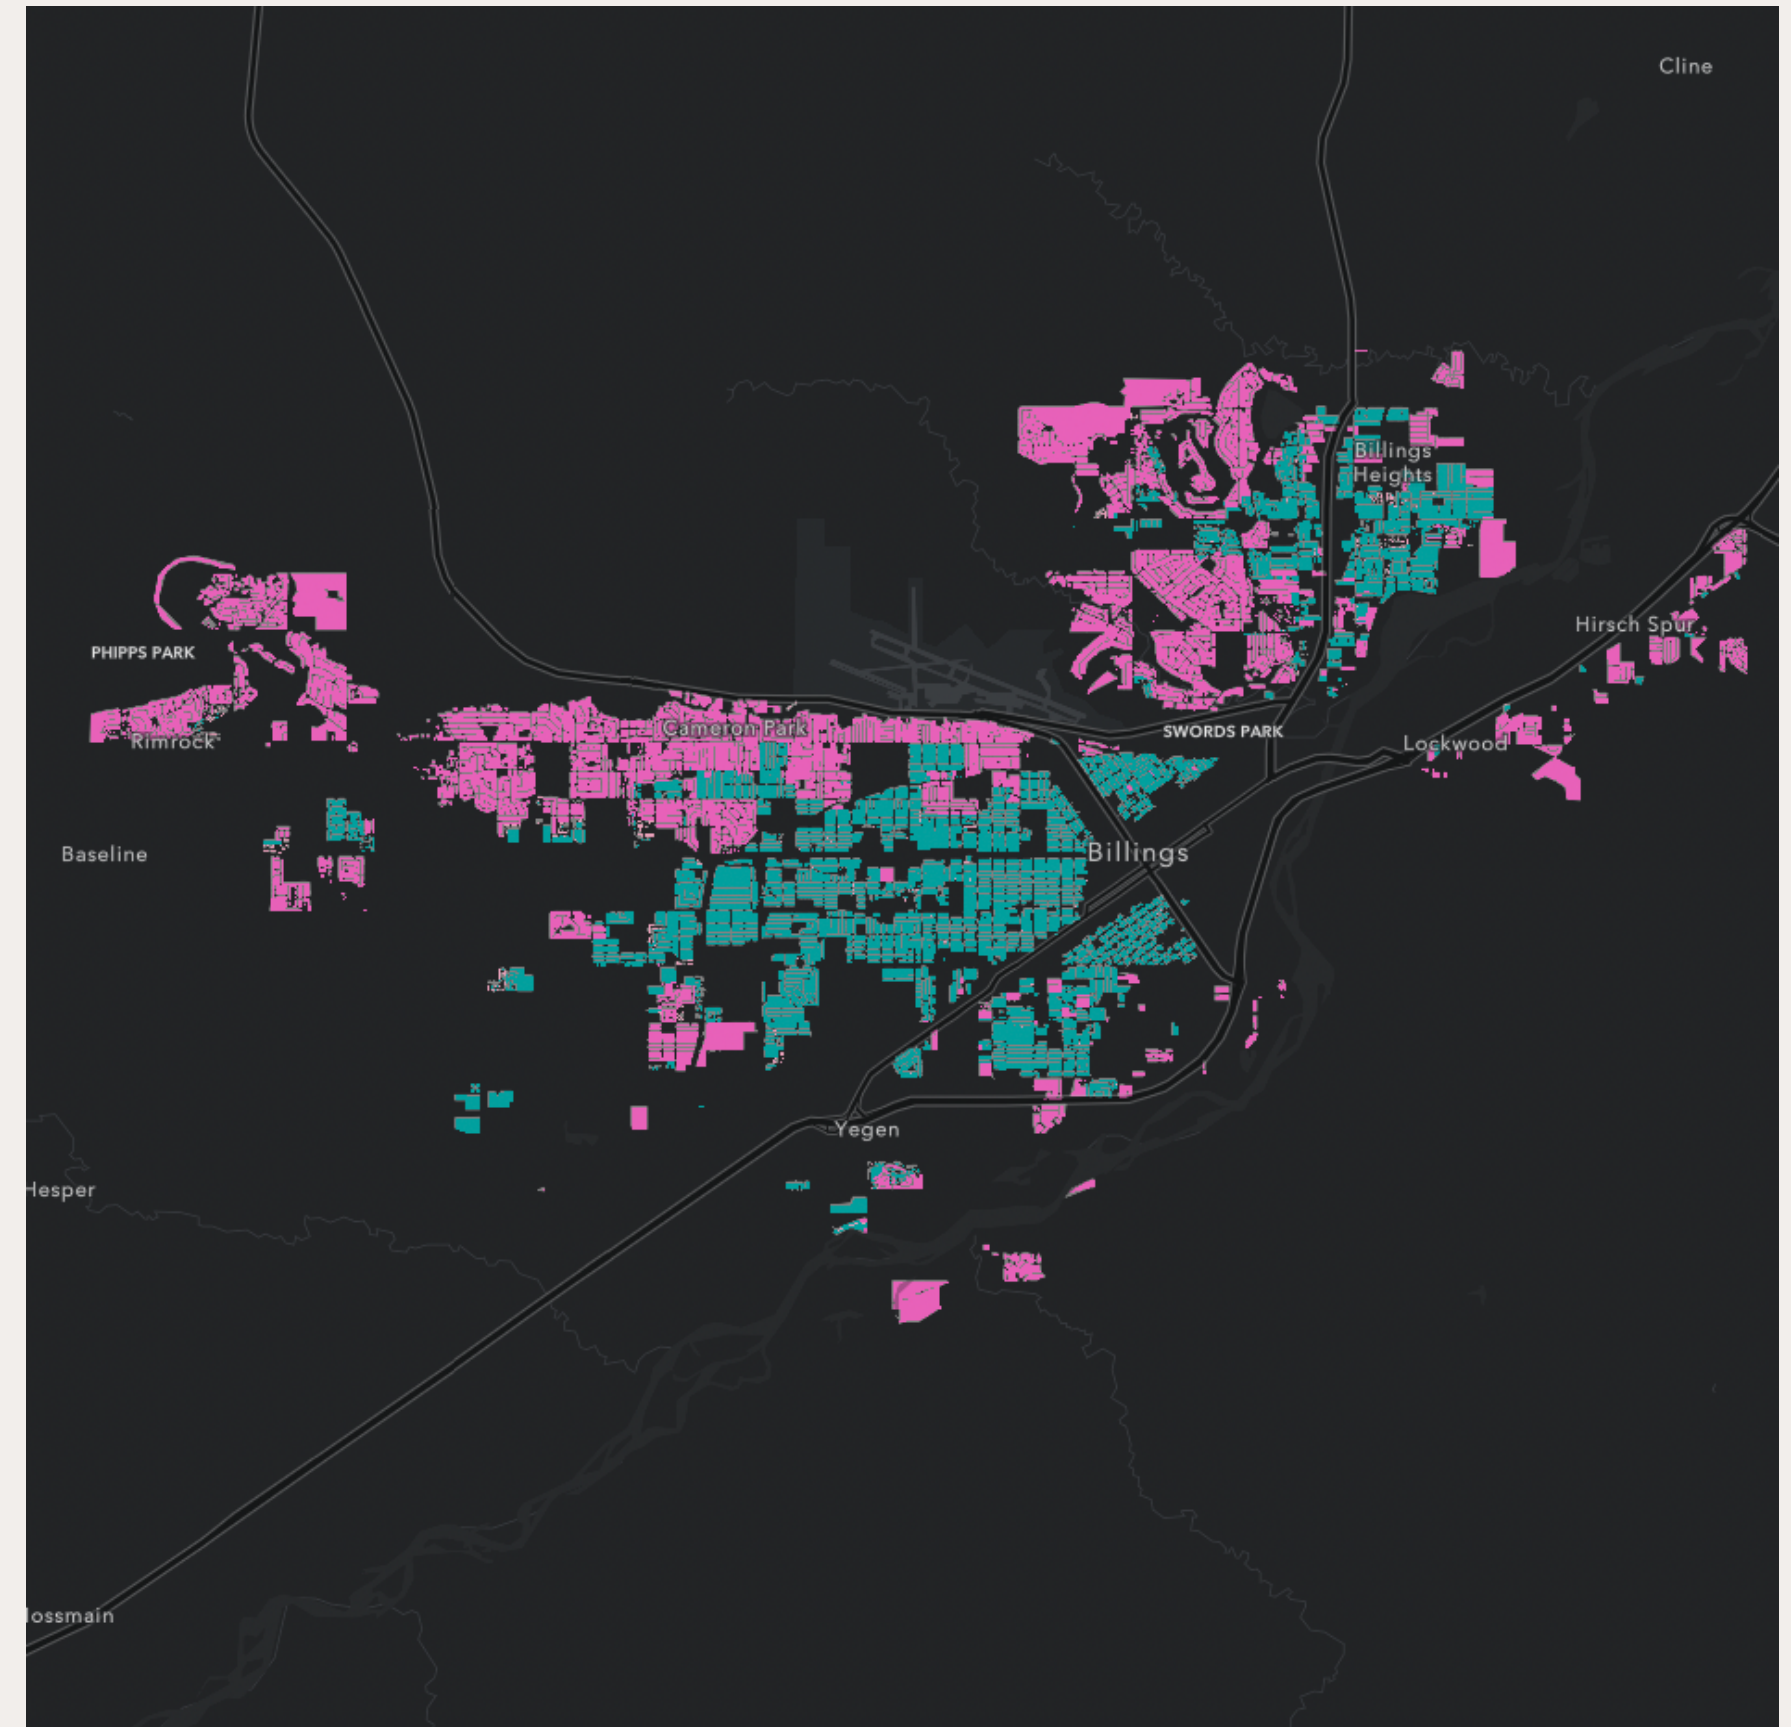 Cline
Billings
Heights
Hirsch Spur
PHIPPS PARK
Cameron Park
SWORDS PARK
Rimrock
Lockwood
Baseline
Billings
Yegen
Hesper
lossmain